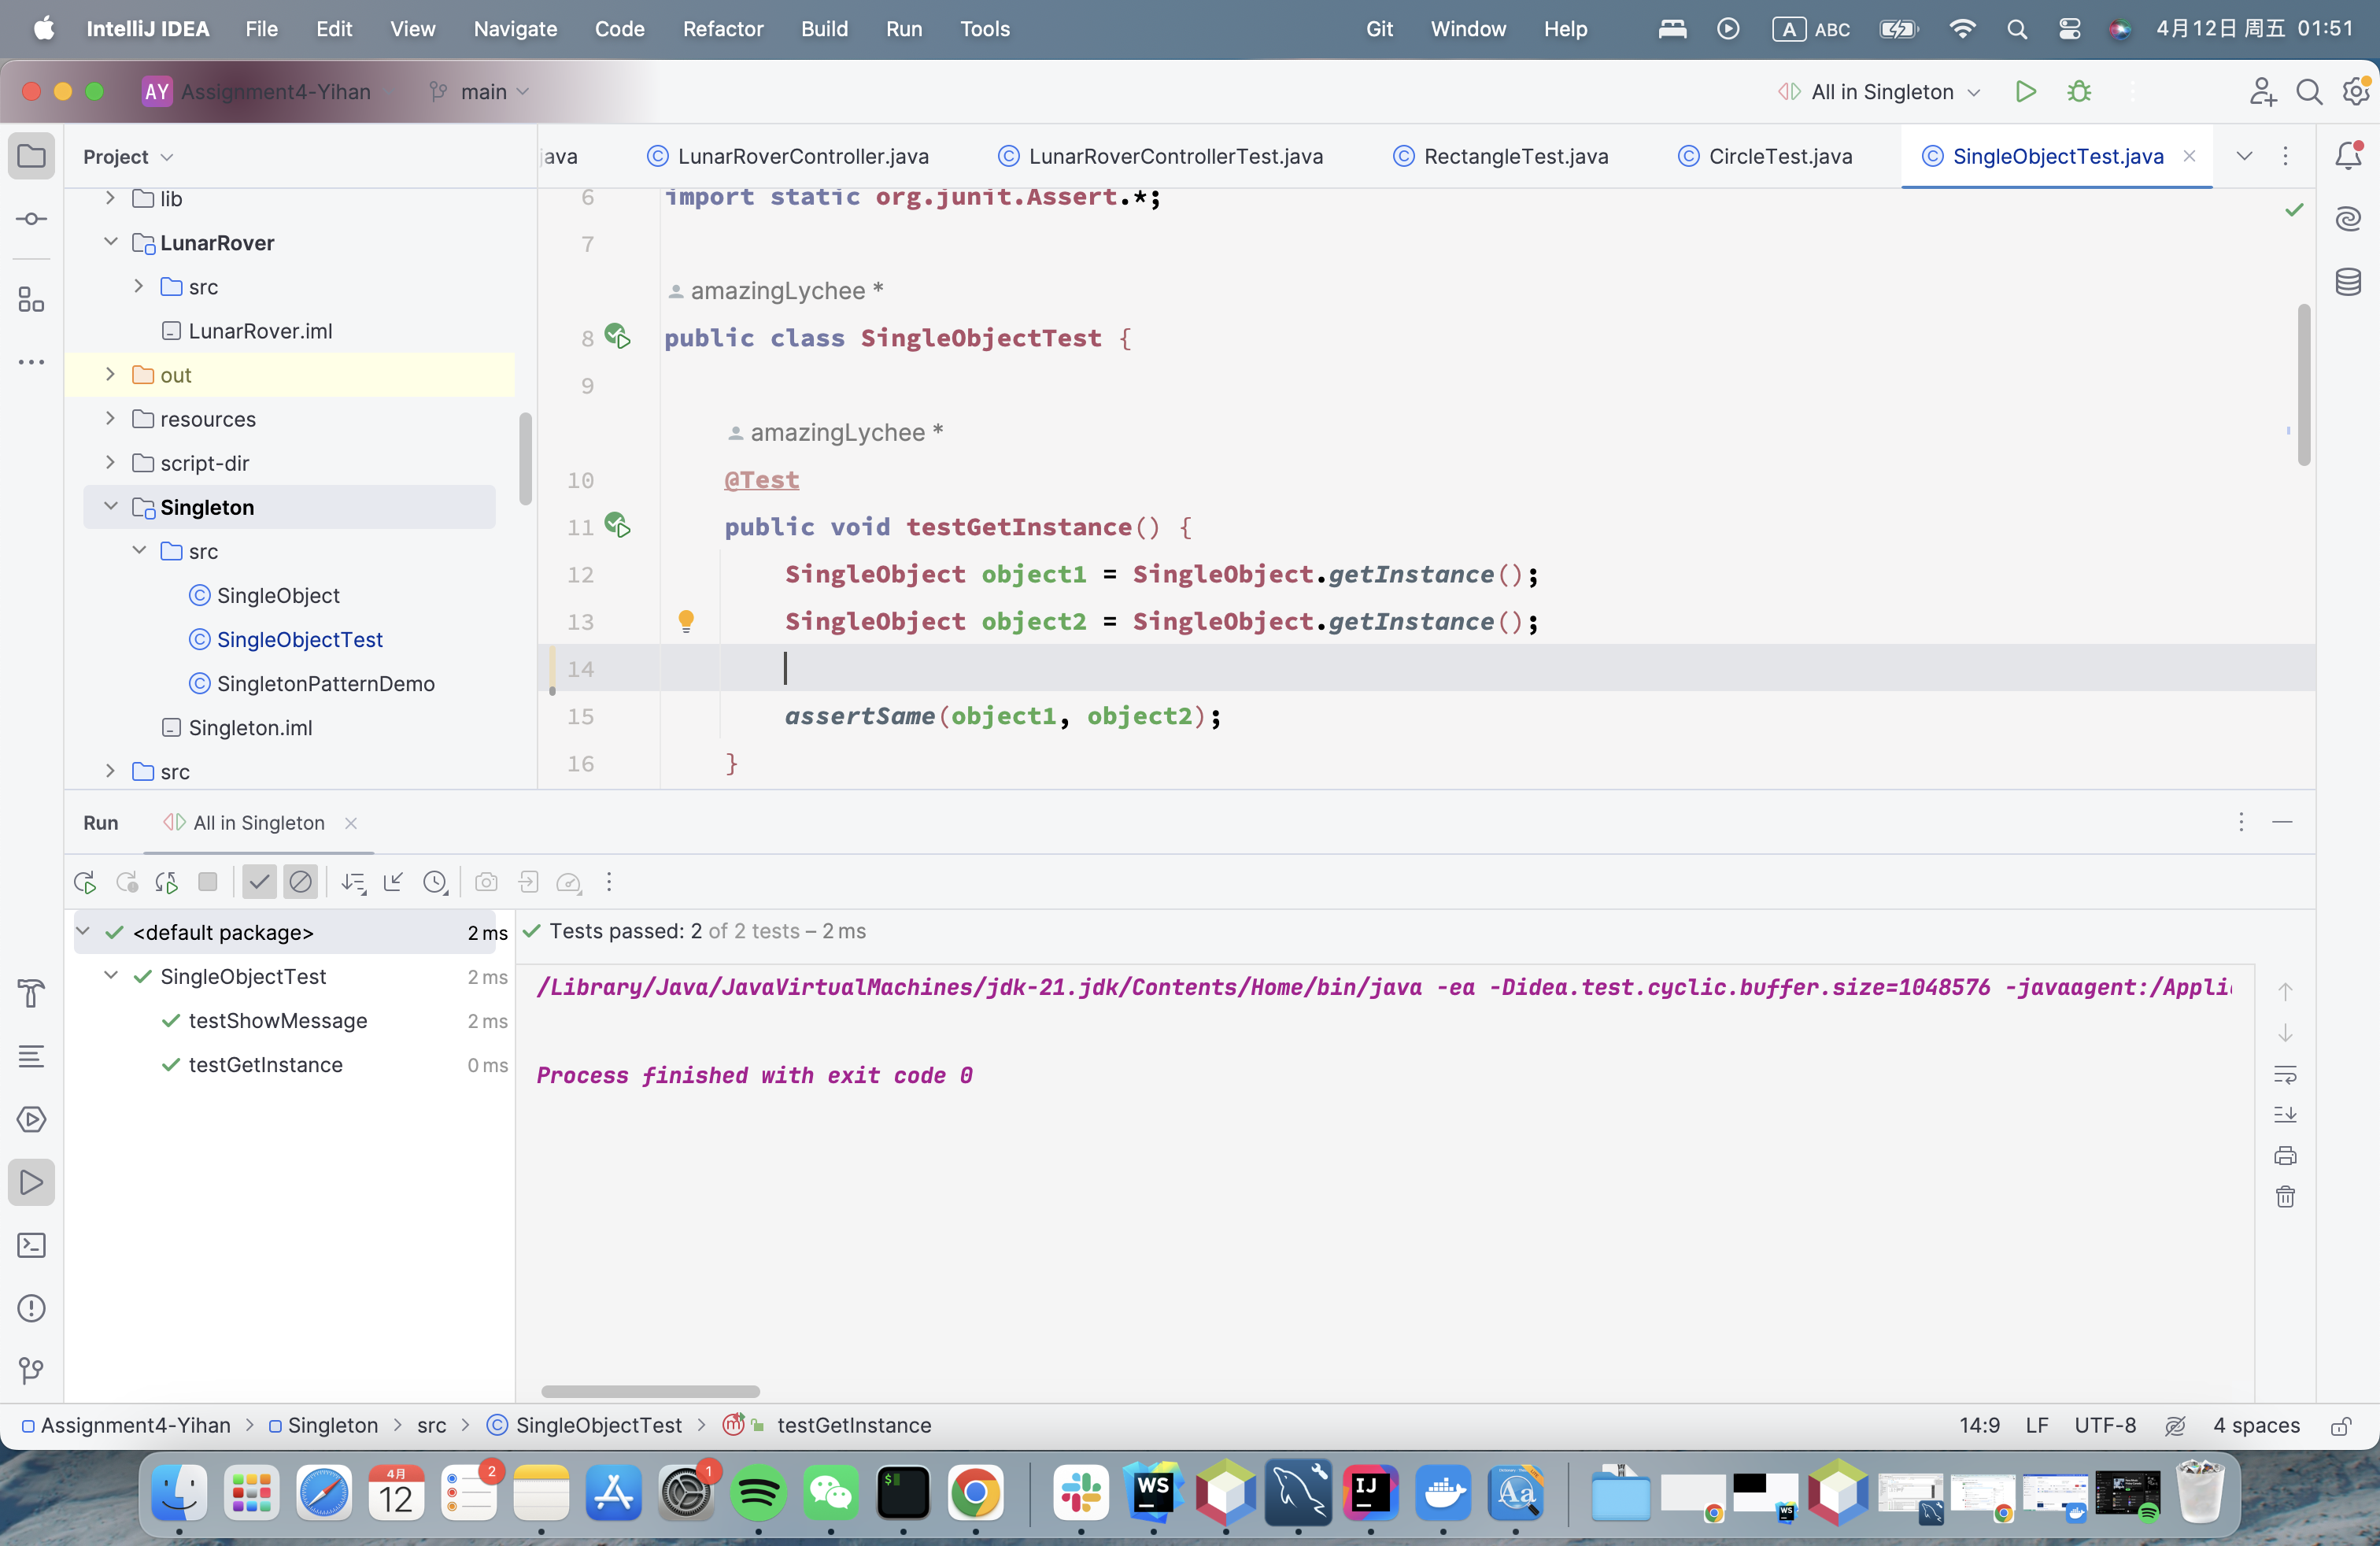 IntelliJ IDEA File Edit View Navigate Code Refactor Build Run Tools Git Window Help A ABC 4月12日 周五 01:51
AY Assignment4-Yihan main All in Singleton
Project
java LunarRoverController.java LunarRoverControllerTest.java RectangleTest.java CircleTest.java SingleObjectTest.java
lib
LunarRover
src
LunarRover.iml
out
resources
script-dir
Singleton
src
SingleObject
SingleObjectTest
SingletonPatternDemo
Singleton.iml
src
6 import static org.junit.Assert.*;
7
amazingLychee *
8 public class SingleObjectTest {
9
amazingLychee *
10 @Test
11 public void testGetInstance() {
12 SingleObject object1 = SingleObject.getInstance();
13 SingleObject object2 = SingleObject.getInstance();
14
15 assertSame(object1, object2);
16 }
Run All in Singleton
<default package> 2 ms
SingleObjectTest 2 ms
testShowMessage 2 ms
testGetInstance 0 ms
Tests passed: 2 of 2 tests – 2 ms
/Library/Java/JavaVirtualMachines/jdk-21.jdk/Contents/Home/bin/java -ea -Didea.test.cyclic.buffer.size=1048576 -javaagent:/Appli
Process finished with exit code 0
Assignment4-Yihan > Singleton > src > SingleObjectTest > testGetInstance 14:9 LF UTF-8 4 spaces
4月
12
2
1
$
WS
IJ
Aa
WS